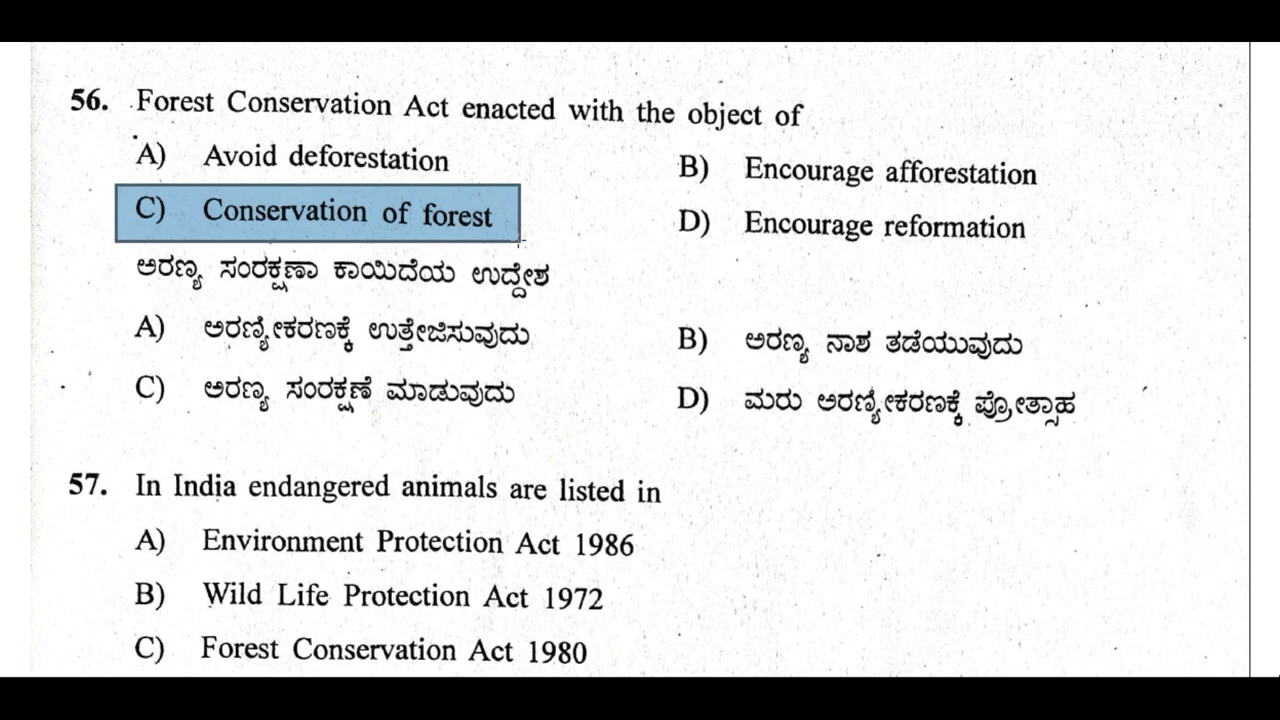 56. Forest Conservation Act enacted with the object of
A) Avoid deforestation B) Encourage afforestation
C) Conservation of forest D) Encourage reformation
ಅರಣ್ಯ ಸಂರಕ್ಷಣಾ ಕಾಯಿದೆಯ ಉದ್ದೇಶ
A) ಅರಣ್ಯೀಕರಣಕ್ಕೆ ಉತ್ತೇಜಿಸುವುದು B) ಅರಣ್ಯ ನಾಶ ತಡೆಯುವುದು
C) ಅರಣ್ಯ ಸಂರಕ್ಷಣೆ ಮಾಡುವುದು D) ಮರು ಅರಣ್ಯೀಕರಣಕ್ಕೆ ಪ್ರೋತ್ಸಾಹ
57. In India endangered animals are listed in
A) Environment Protection Act 1986
B) Wild Life Protection Act 1972
C) Forest Conservation Act 1980